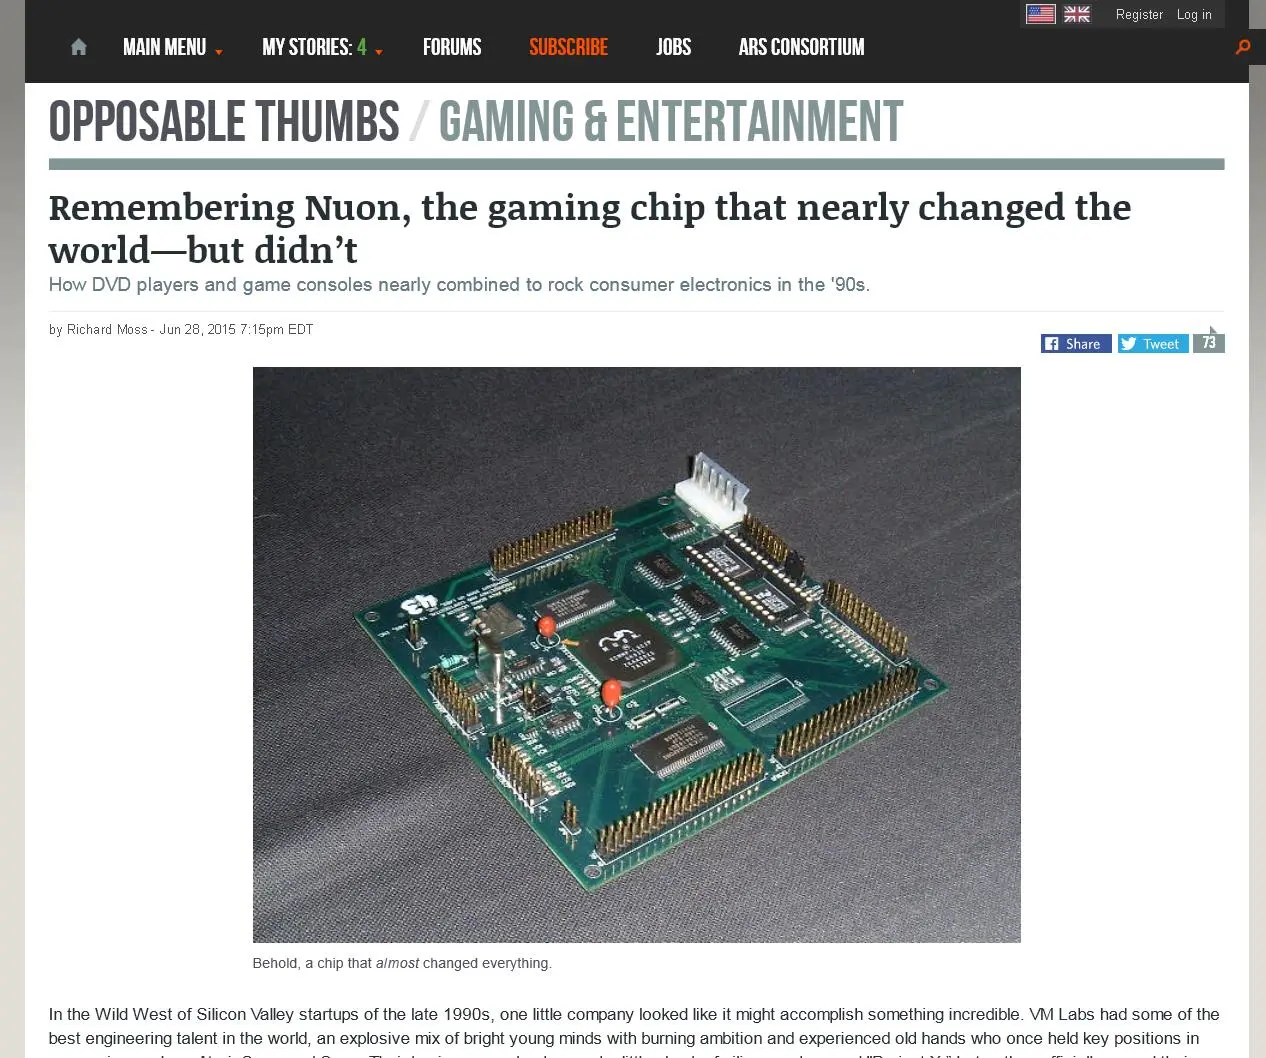 Register Log in
MAIN MENU MY STORIES: 4 FORUMS SUBSCRIBE JOBS ARS CONSORTIUM
OPPOSABLE THUMBS / GAMING & ENTERTAINMENT
Remembering Nuon, the gaming chip that nearly changed the
world—but didn’t
How DVD players and game consoles nearly combined to rock consumer electronics in the '90s.
by Richard Moss - Jun 28, 2015 7:15pm EDT
Share Tweet 73
Behold, a chip that almost changed everything.
In the Wild West of Silicon Valley startups of the late 1990s, one little company looked like it might accomplish something incredible. VM Labs had some of the
best engineering talent in the world, an explosive mix of bright young minds with burning ambition and experienced old hands who once held key positions in